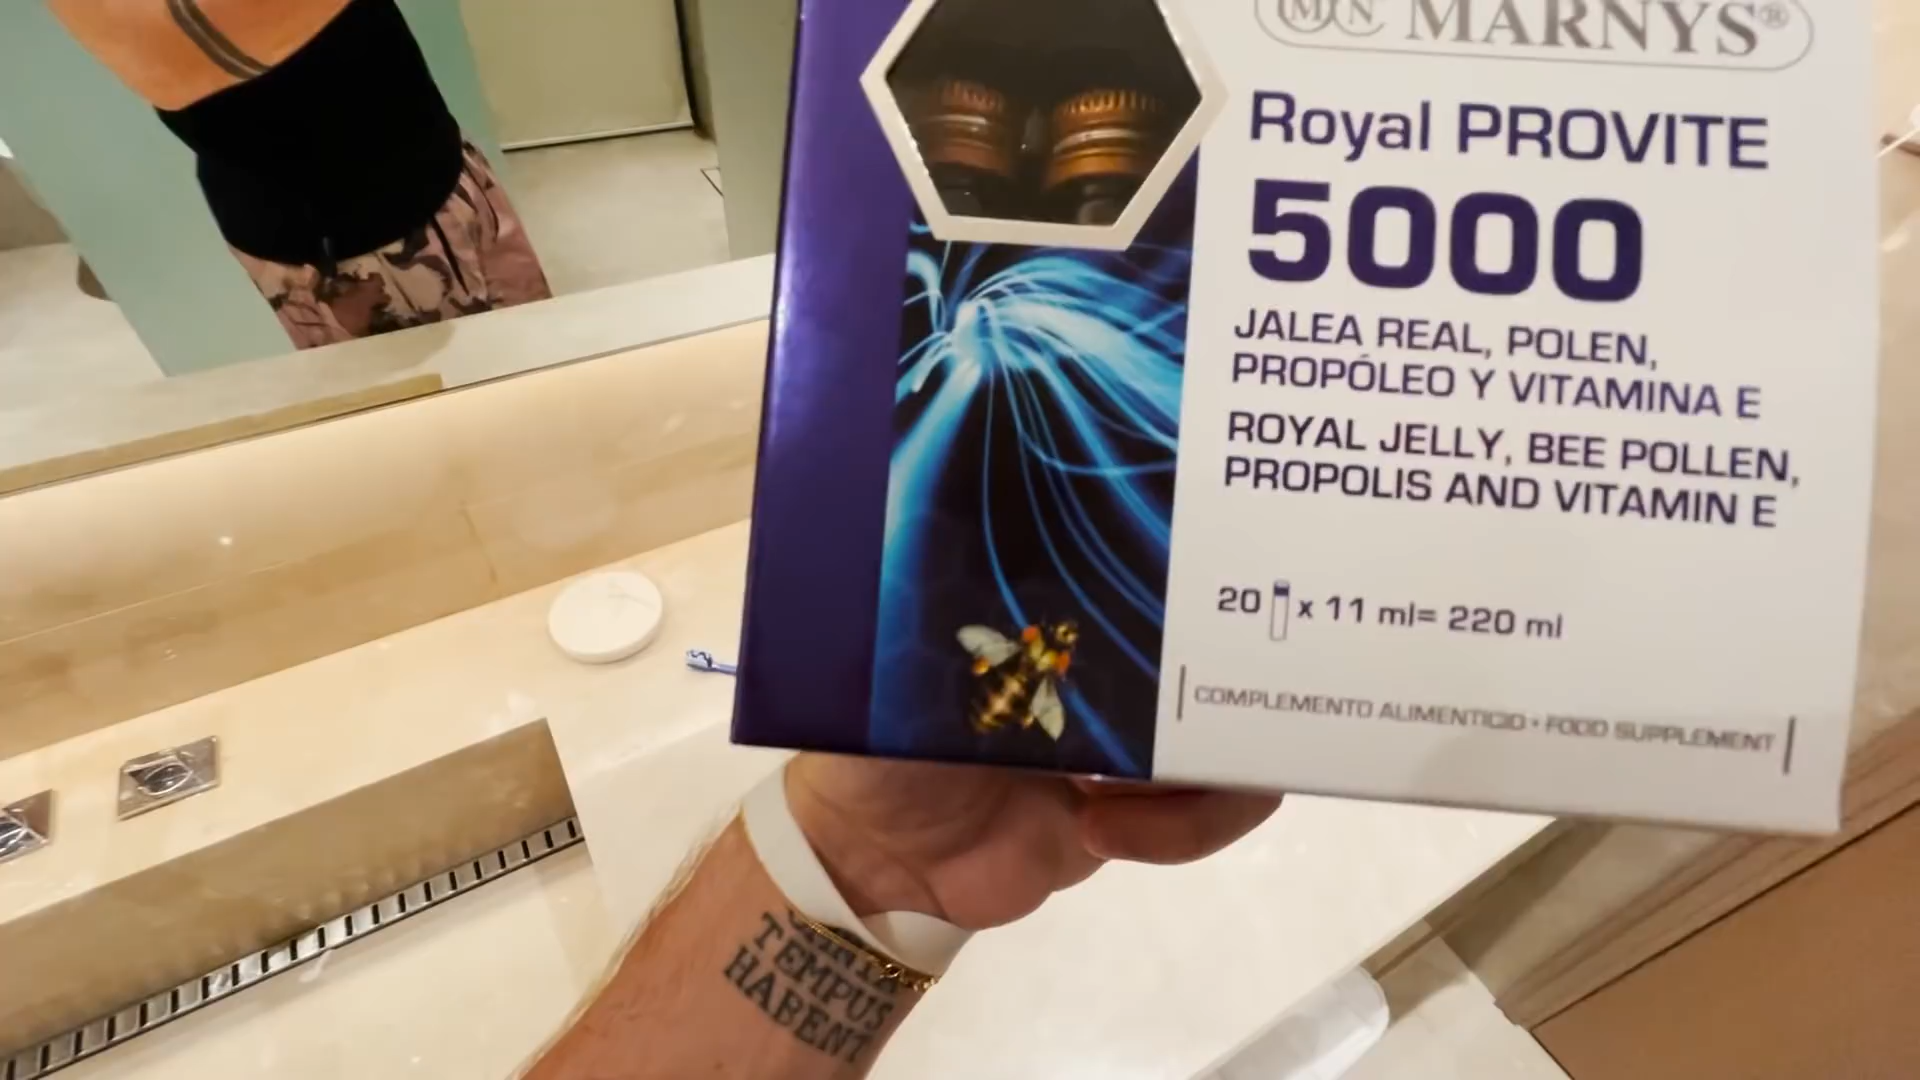 MARNYS®
Royal PROVITE
5000
JALEA REAL, POLEN,
PROPÓLEO Y VITAMINA E
ROYAL JELLY, BEE POLLEN,
PROPOLIS AND VITAMIN E
20 x 11 ml= 220 ml
COMPLEMENTO ALIMENTICIO • FOOD SUPPLEMENT
TEMPUS
HABENT